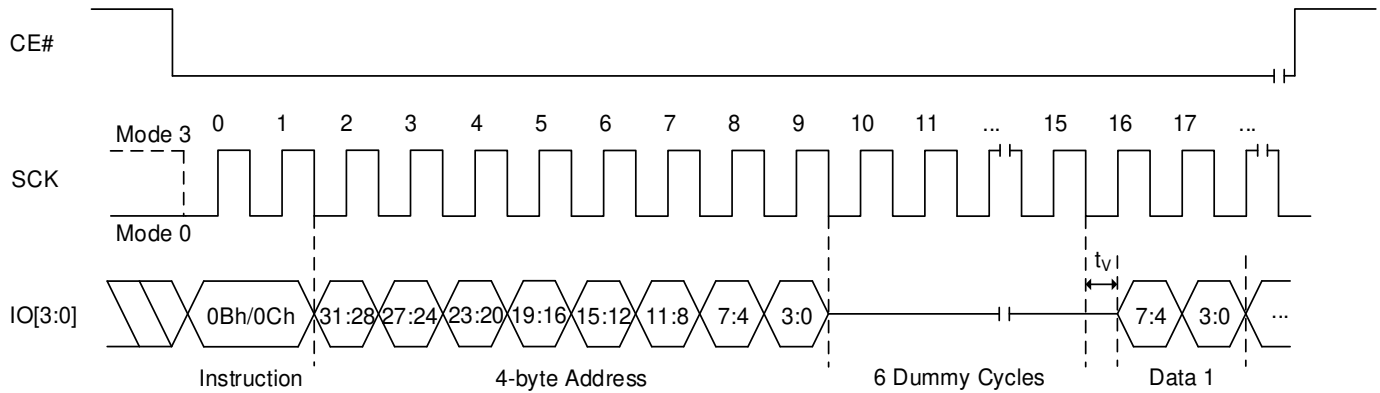 CE#
Mode 3
0 1 2 3 4 5 6 7 8 9 10 11 ... 15 16 17 ...
SCK
Mode 0
tV
IO[3:0]
0Bh/0Ch 31:28 27:24 23:20 19:16 15:12 11:8 7:4 3:0 7:4 3:0 ...
Instruction 4-byte Address 6 Dummy Cycles Data 1